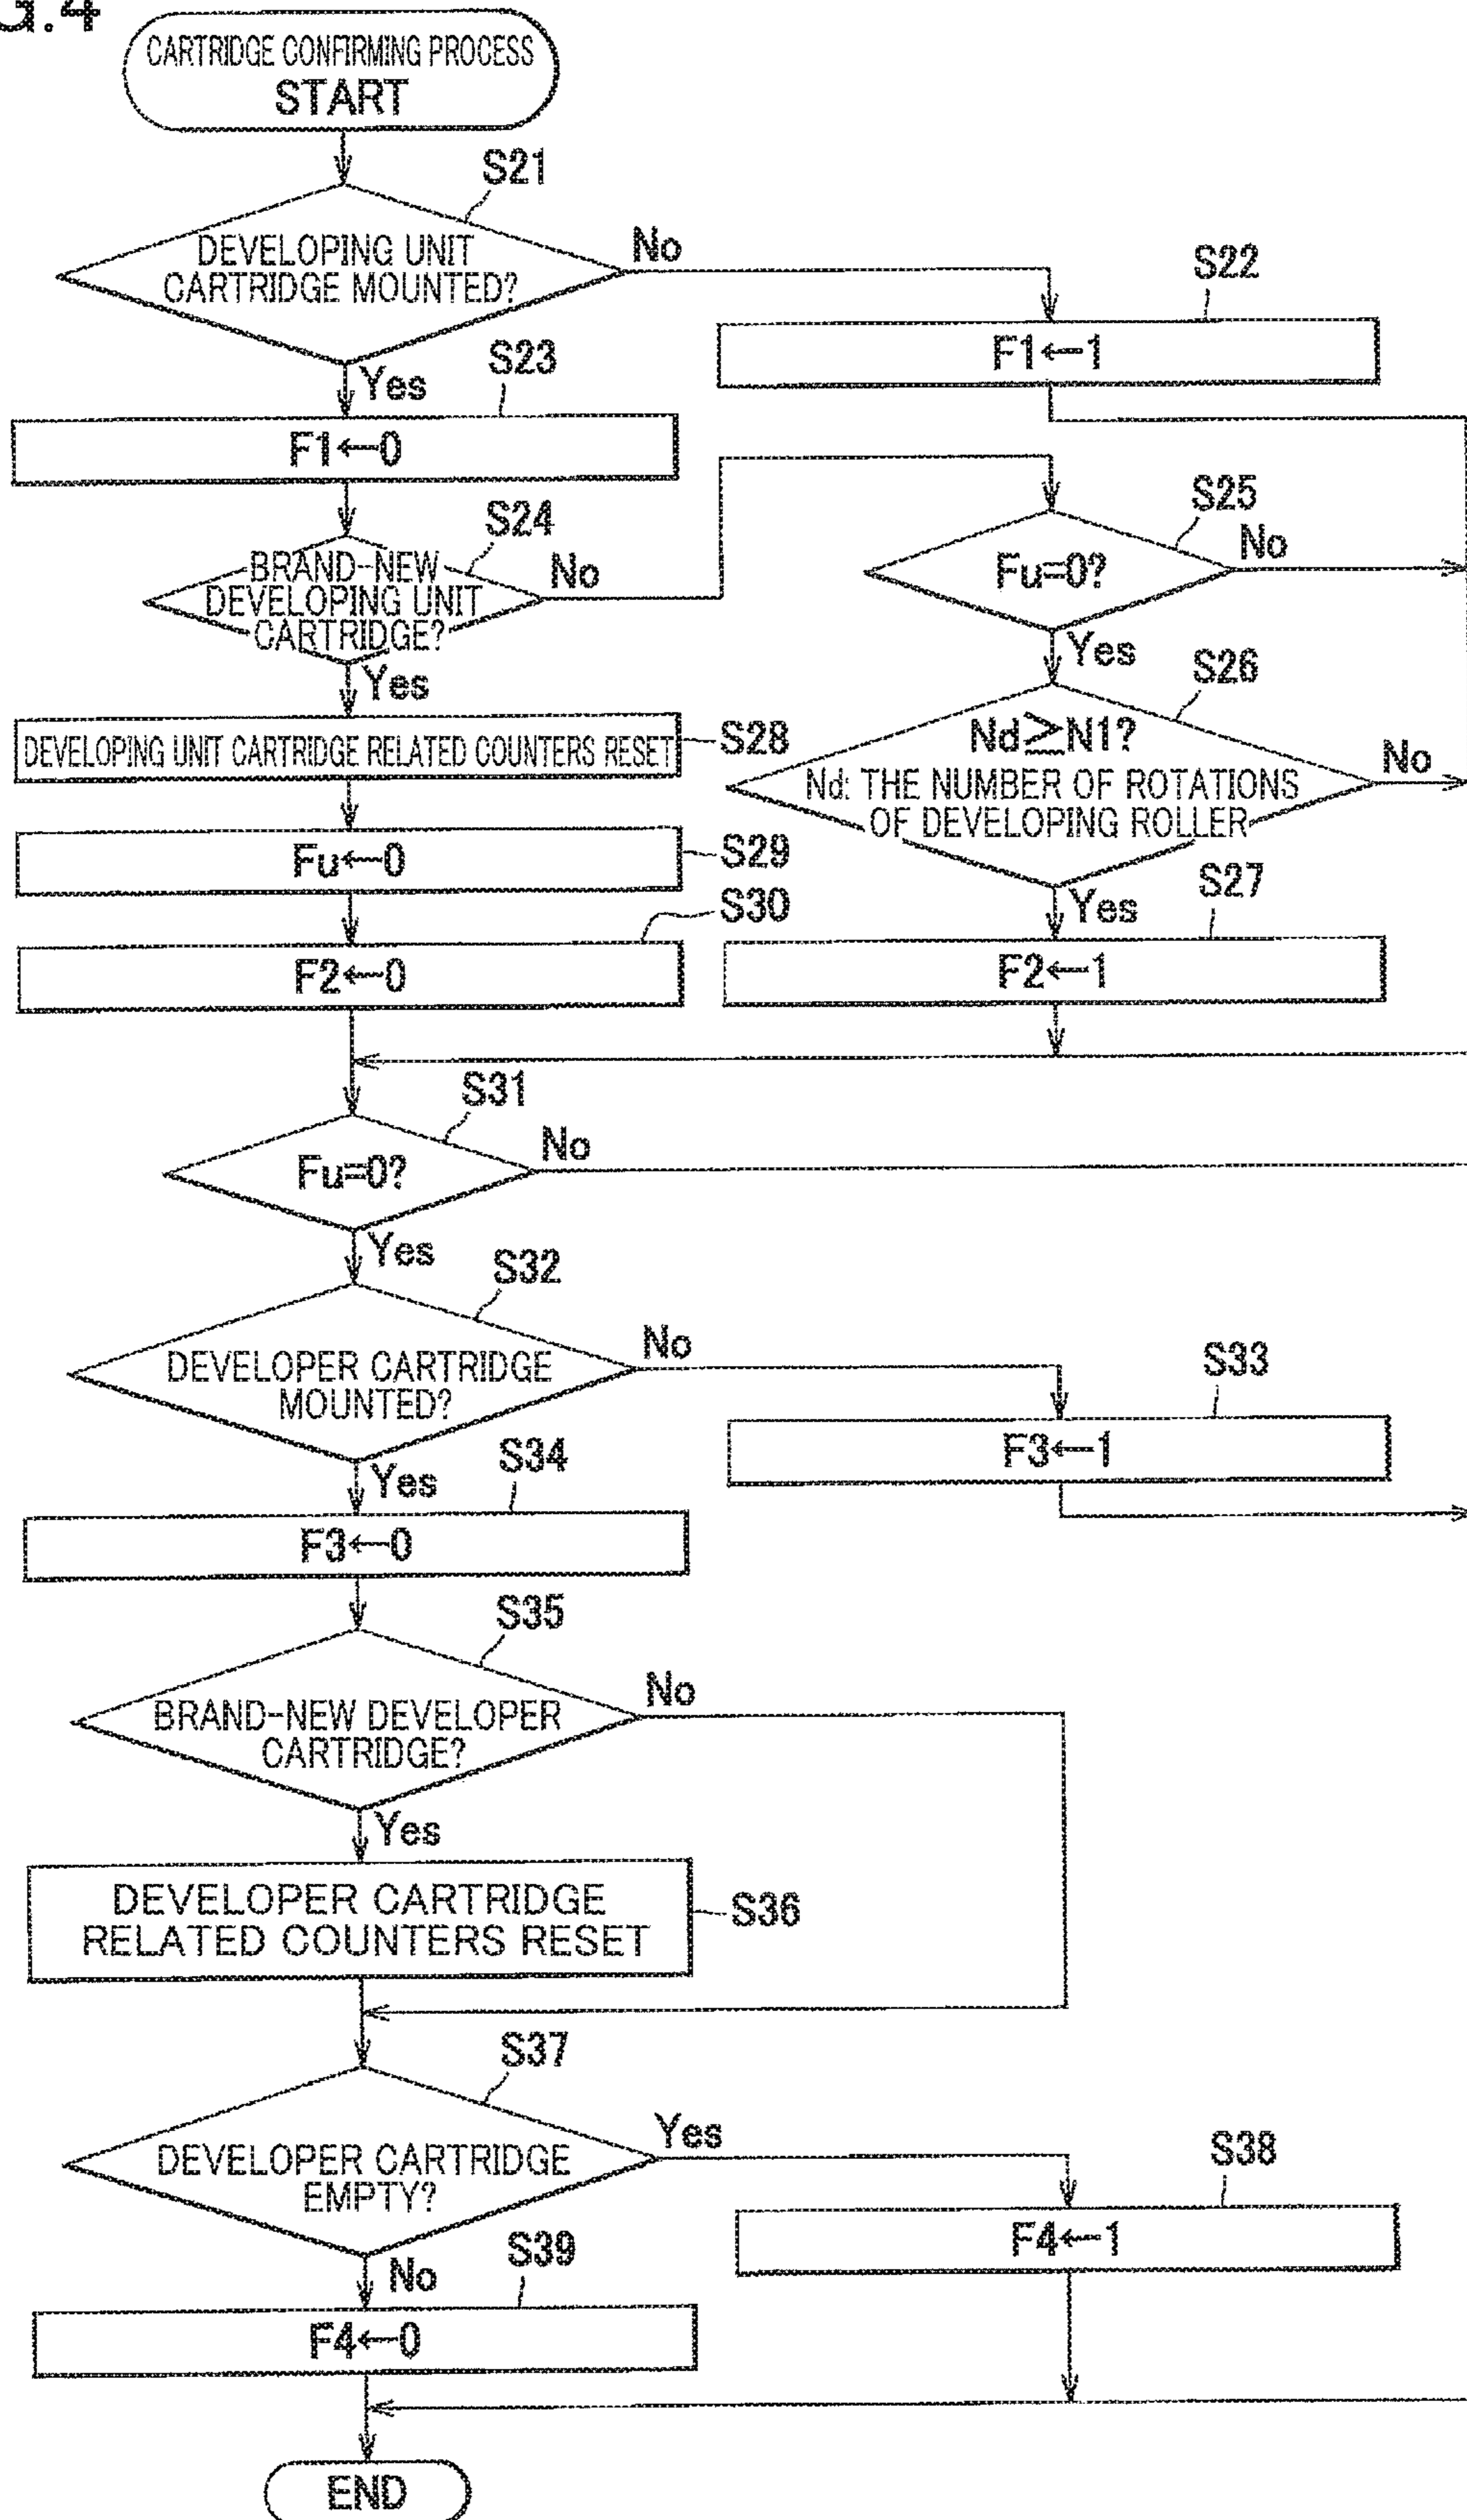 G.4
CARTRIDGE CONFIRMING PROCESS
START
S21
DEVELOPING UNIT
CARTRIDGE MOUNTED?
No
S22
F1←1
Yes
S23
F1←0
S24
BRAND-NEW
DEVELOPING UNIT
CARTRIDGE?
No
S25
Fu=0?
No
Yes
S26
Nd≧N1?
Nd: THE NUMBER OF ROTATIONS
OF DEVELOPING ROLLER
No
Yes
S27
F2←1
Yes
DEVELOPING UNIT CARTRIDGE RELATED COUNTERS RESET
S28
Fu←0
S29
S30
F2←0
S31
Fu=0?
No
Yes
S32
DEVELOPER CARTRIDGE
MOUNTED?
No
S33
F3←1
Yes
S34
F3←0
S35
BRAND-NEW DEVELOPER
CARTRIDGE?
No
Yes
DEVELOPER CARTRIDGE
RELATED COUNTERS RESET
S36
S37
DEVELOPER CARTRIDGE
EMPTY?
Yes
S38
F4←1
No
S39
F4←0
END